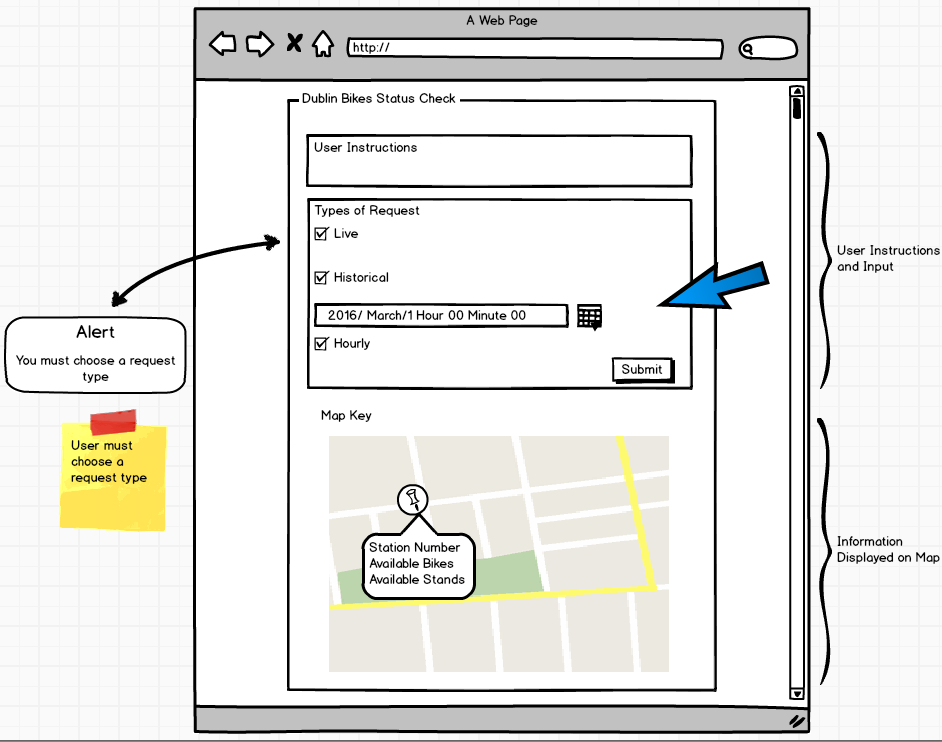 A Web Page
http://
Dublin Bikes Status Check
User Instructions
Types of Request
Live
Historical
2016/ March/1 Hour 00 Minute 00
Hourly
Submit
User Instructions
and Input
Alert
You must choose a request
type
User must
choose a
request type
Map Key
Station Number
Available Bikes
Available Stands
Information
Displayed on Map